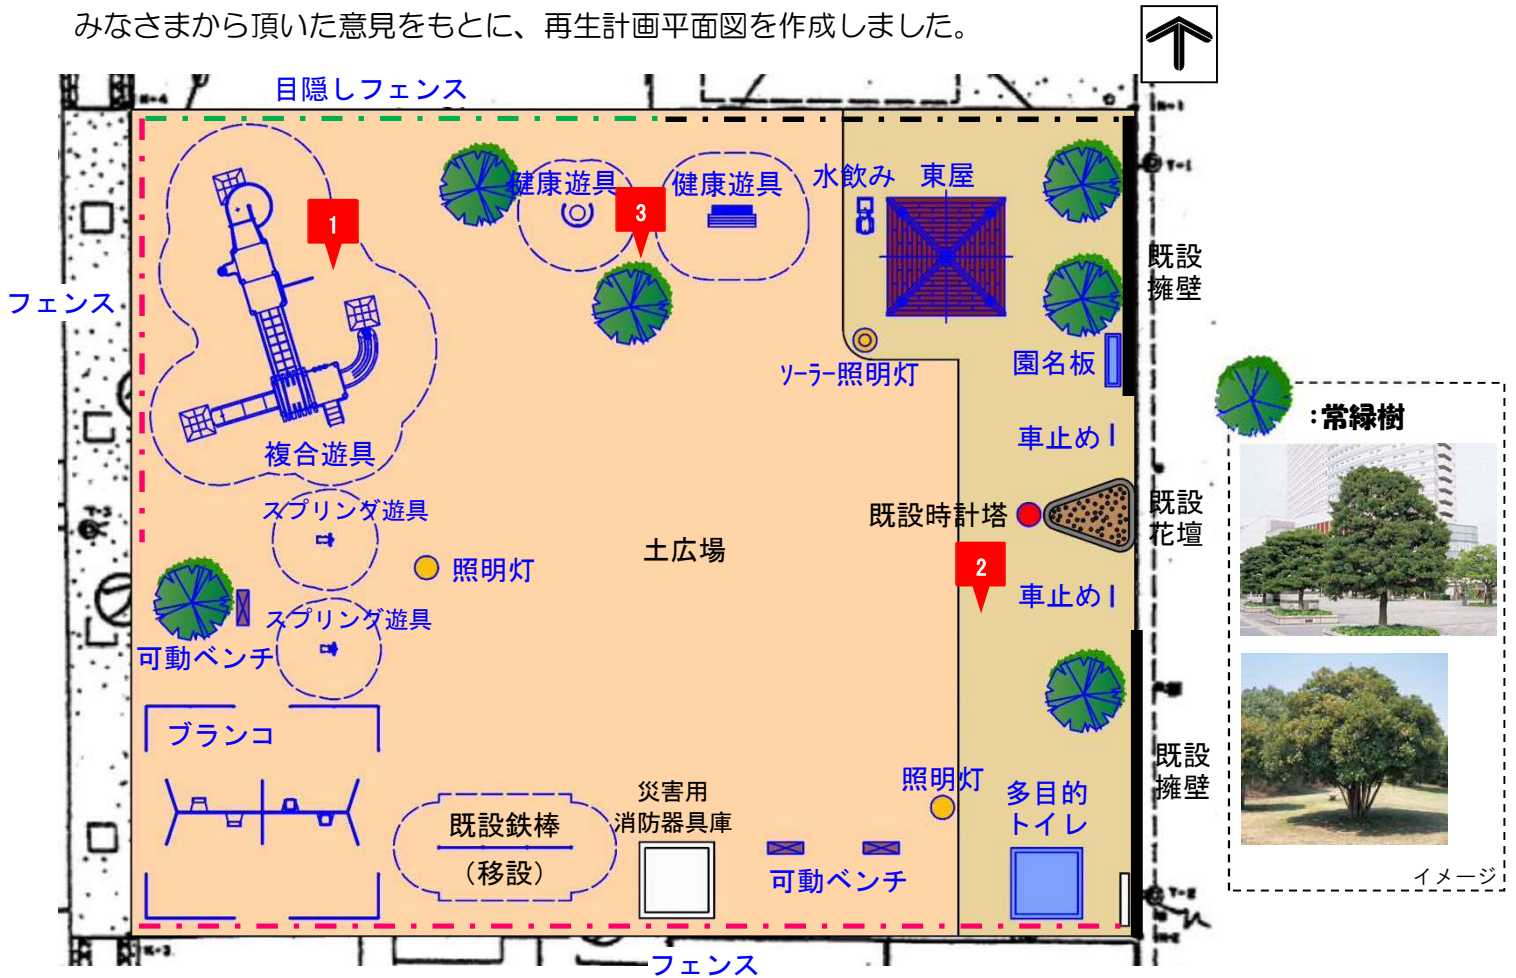 みなさまから頂いた意見をもとに、再生計画平面図を作成しました。
目隠しフェンス
健康遊具
健康遊具
水飲み
東屋
1
3
既設
擁壁
フェンス
ソーラー照明灯
園名板
:常緑樹
車止め
複合遊具
スプリング遊具
既設時計塔
既設
花壇
土広場
照明灯
2
車止め
スプリング遊具
可動ベンチ
ブランコ
既設
擁壁
照明灯
災害用
消防器具庫
多目的
トイレ
既設鉄棒
（移設）
可動ベンチ
イメージ
フェンス